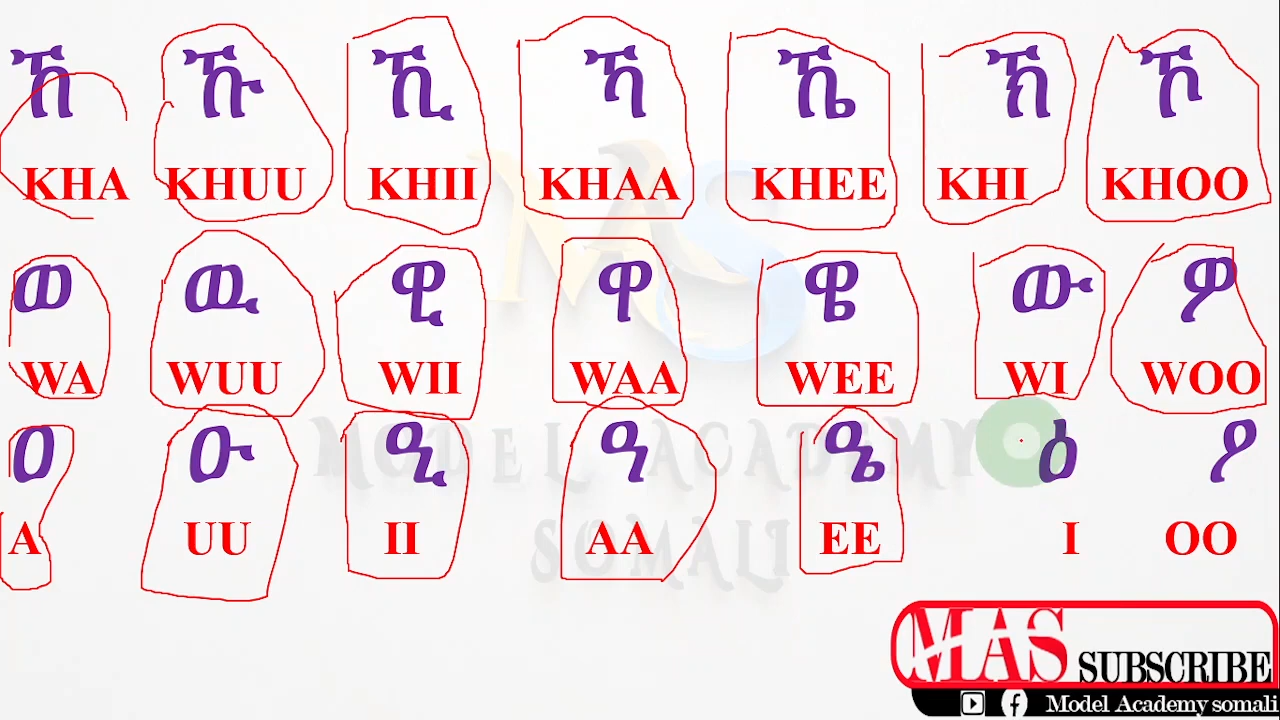 ኸ ኹ ኺ ኻ ኼ ኽ ኾ
KHA KHUU KHII KHAA KHEE KHI KHOO
ወ ዉ ዊ ዋ ዌ ው ዎ
WA WUU WII WAA WEE WI WOO
ዐ ዑ ዒ ዓ ዔ ዕ ዖ
A UU II AA EE I OO
MAS
MODEL ACADEMY
SOMALI
MAS SUBSCRIBE
Model Academy somali